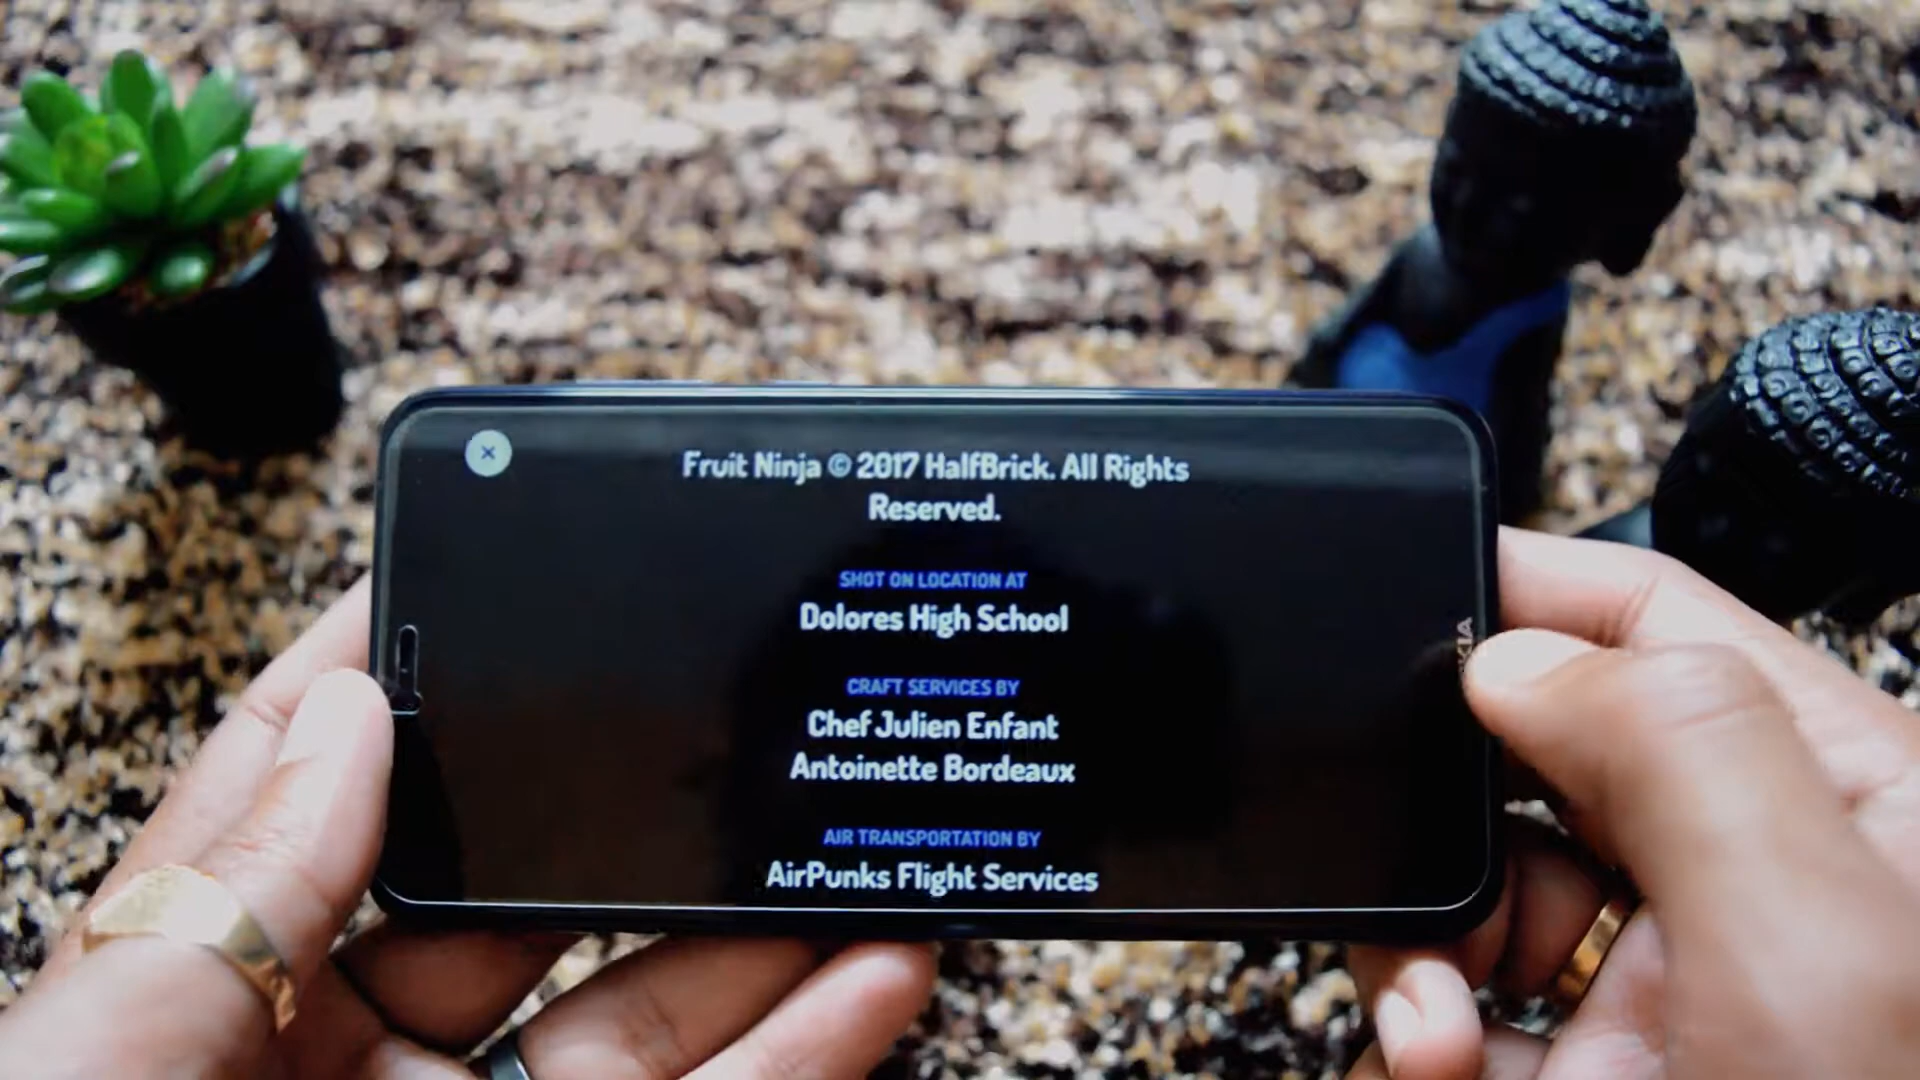 Fruit Ninja © 2017 HalfBrick. All Rights
Reserved.
SHOT ON LOCATION AT
Dolores High School
CRAFT SERVICES BY
Chef Julien Enfant
Antoinette Bordeaux
AIR TRANSPORTATION BY
AirPunks Flight Services